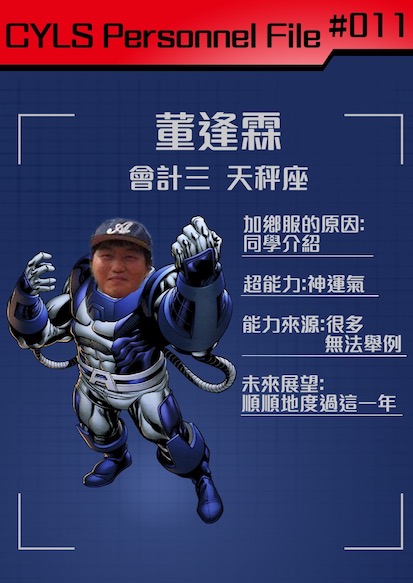 CYLS Personnel File #011
董逢霖
會計三 天秤座
加鄉服的原因:
同學介紹
超能力:神運氣
能力來源:很多
無法舉例
未來展望:
順順地度過這一年
A